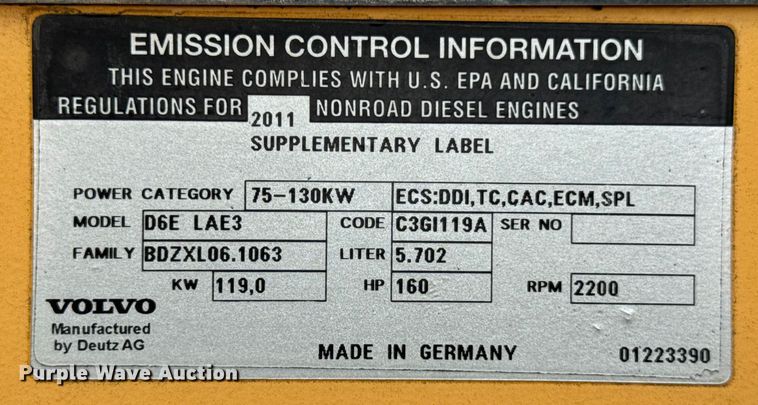 EMISSION CONTROL INFORMATION
THIS ENGINE COMPLIES WITH U.S. EPA AND CALIFORNIA
REGULATIONS FOR 2011 NONROAD DIESEL ENGINES
SUPPLEMENTARY LABEL
POWER CATEGORY 75-130KW ECS:DDI,TC,CAC,ECM,SPL
MODEL D6E LAE3 CODE C3GI119A SER NO
FAMILY BDZXL06.1063 LITER 5.702
KW 119,0 HP 160 RPM 2200
VOLVO
Manufactured
by Deutz AG
MADE IN GERMANY 01223390
Purple Wave Auction